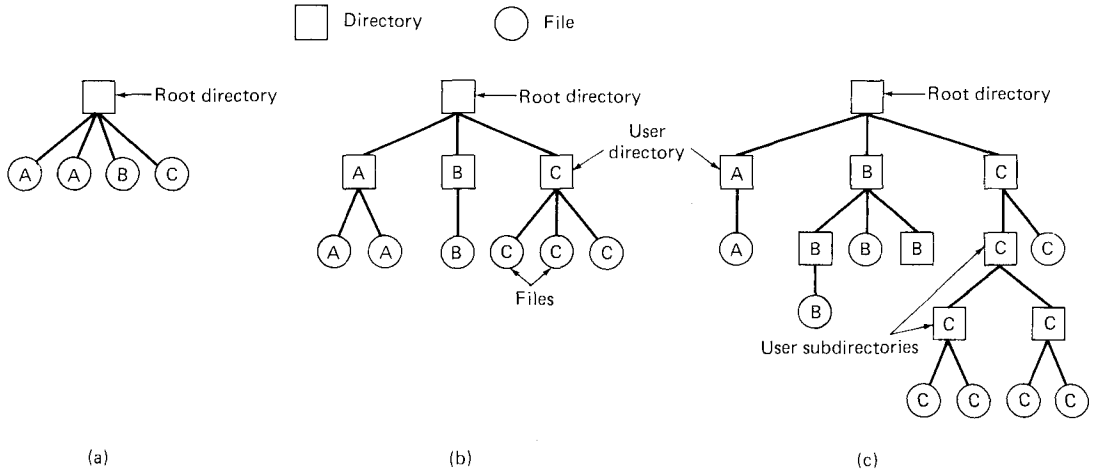 Directory File
Root directory
A A B C
Root directory
User directory
A B C
A A B C C C
Files
Root directory
A B C
A B B B C C
B
User subdirectories
C C
C C C C
(a) (b) (c)